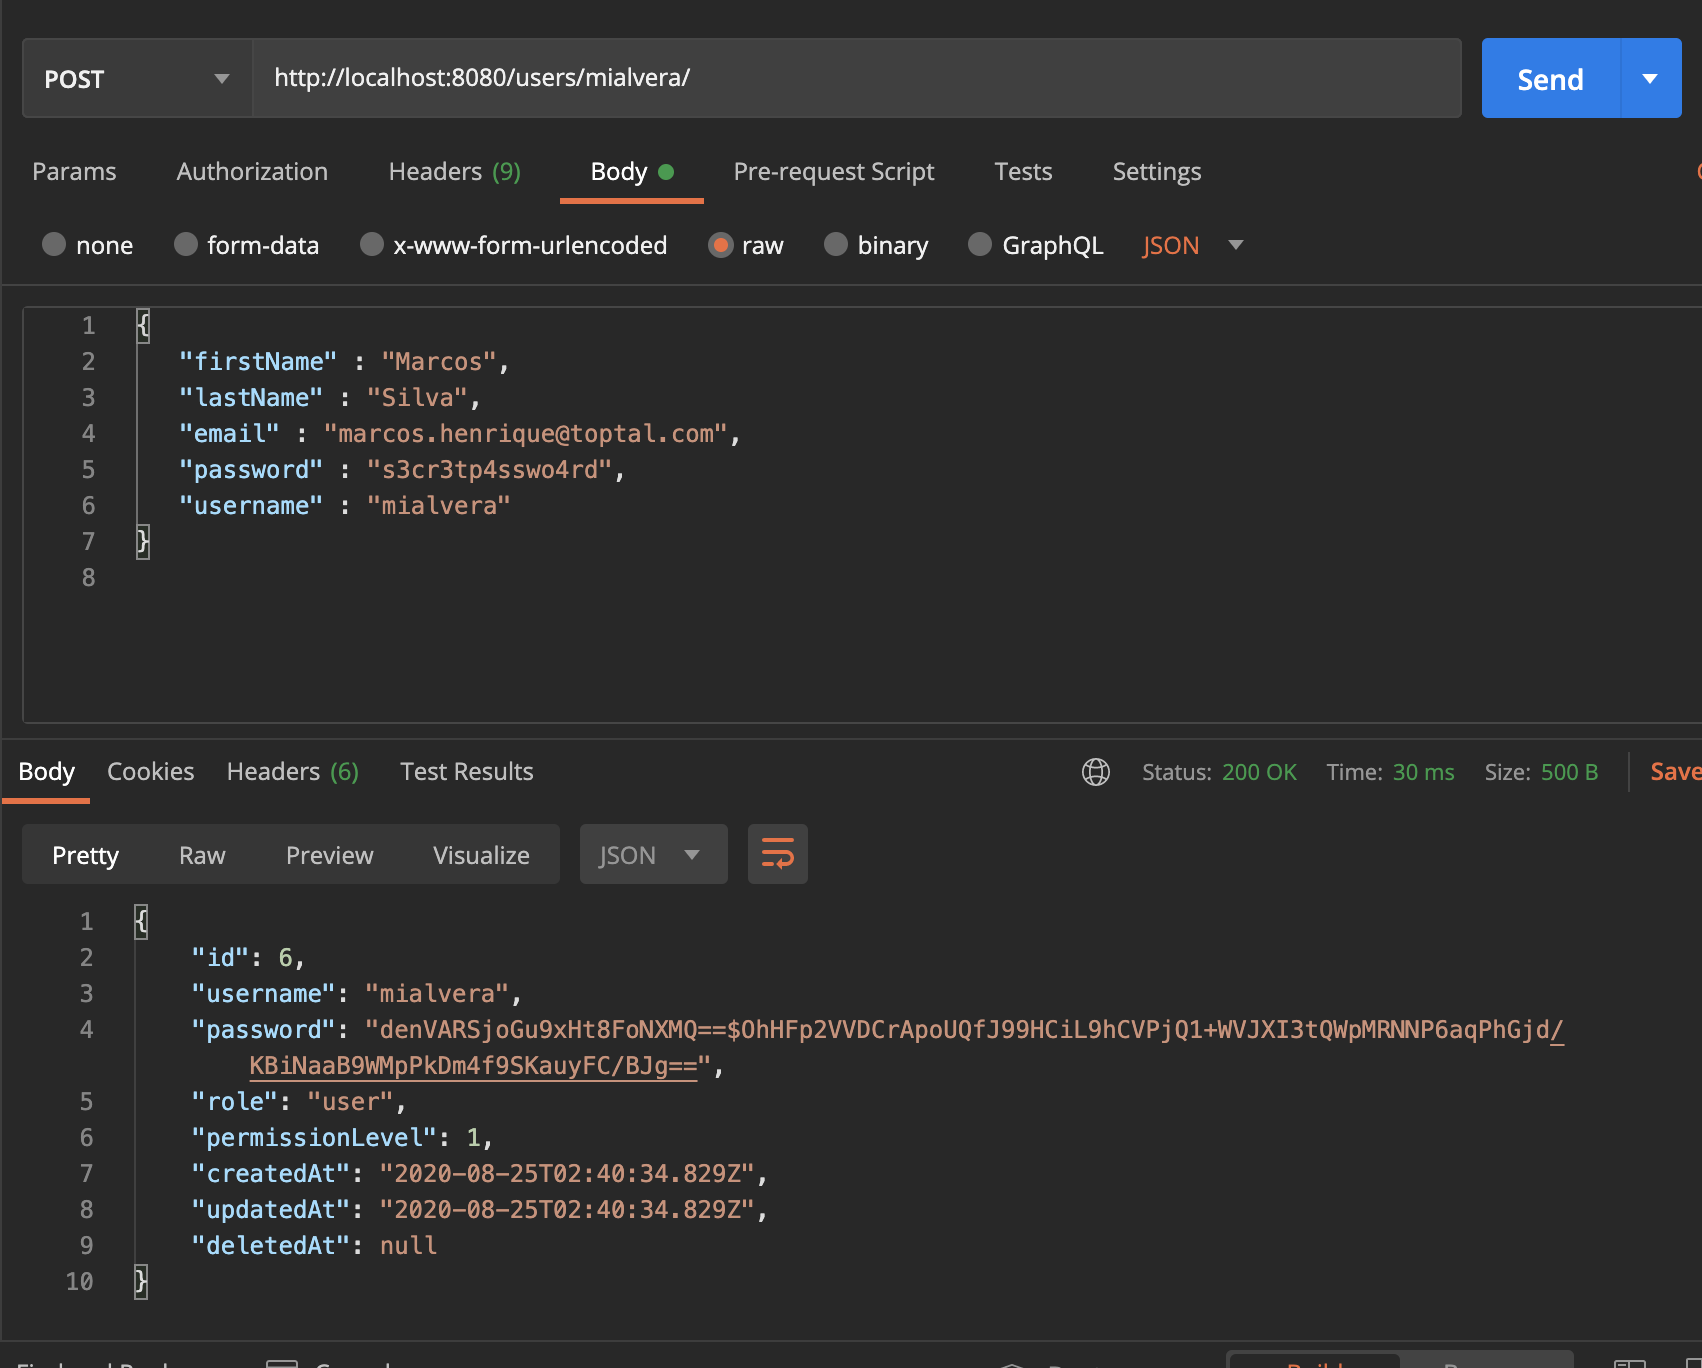 POST http://localhost:8080/users/mialvera/ Send
Params Authorization Headers (9) Body Pre-request Script Tests Settings
none form-data x-www-form-urlencoded raw binary GraphQL JSON
1 {
2 "firstName" : "Marcos",
3 "lastName" : "Silva",
4 "email" : "marcos.henrique@toptal.com",
5 "password" : "s3cr3tp4sswo4rd",
6 "username" : "mialvera"
7 }
8
Body Cookies Headers (6) Test Results Status: 200 OK Time: 30 ms Size: 500 B Save
Pretty Raw Preview Visualize JSON
1 {
2 "id": 6,
3 "username": "mialvera",
4 "password": "denVARSjoGu9xHt8FoNXMQ==$OhHFp2VVDCrApoUQfJ99HCiL9hCVPjQ1+WVJXI3tQWpMRNNP6aqPhGjd/
KBiNaaB9WMpPkDm4f9SKauyFC/BJg==",
5 "role": "user",
6 "permissionLevel": 1,
7 "createdAt": "2020-08-25T02:40:34.829Z",
8 "updatedAt": "2020-08-25T02:40:34.829Z",
9 "deletedAt": null
10 }